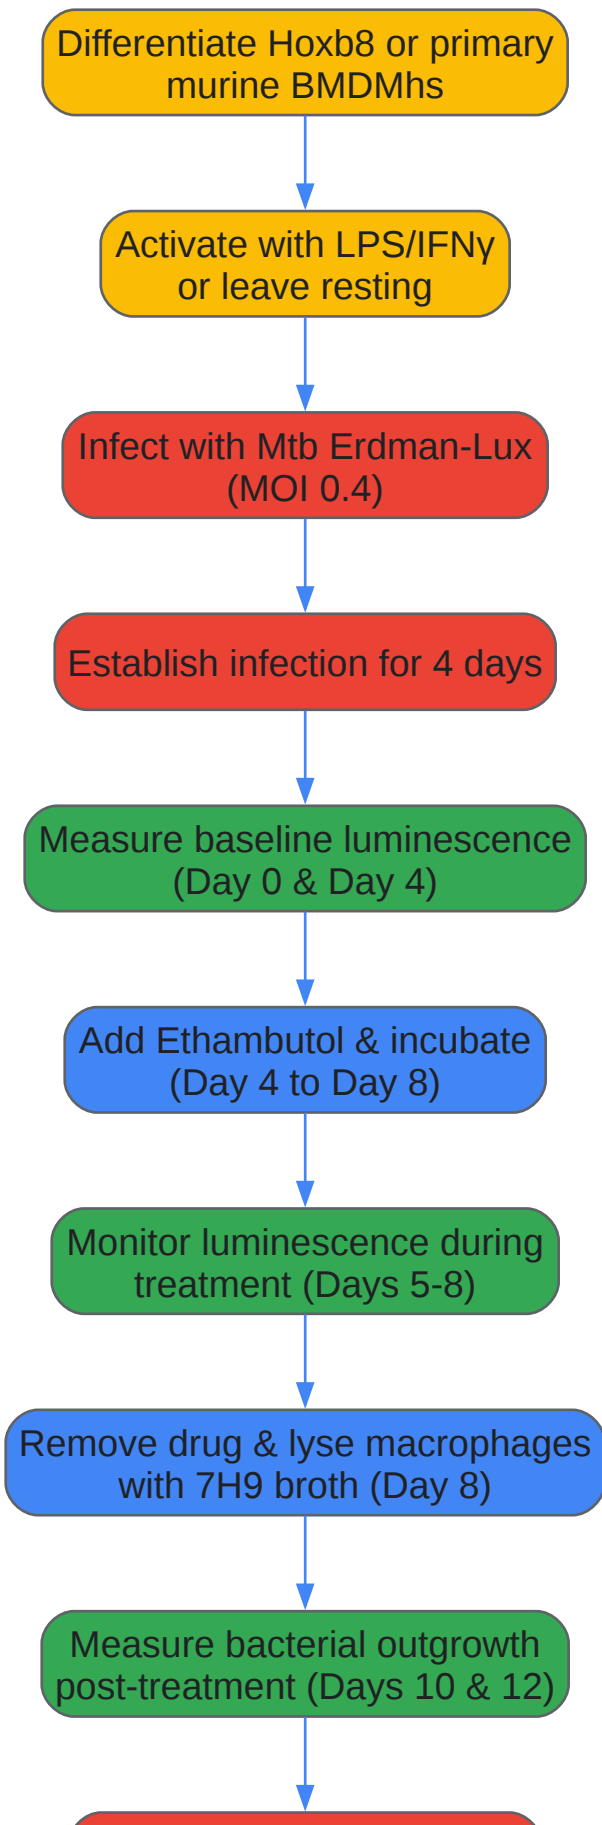 Differentiate Hoxb8 or primary
murine BMDMhs
Activate with LPS/IFNγ
or leave resting
Infect with Mtb Erdman-Lux
(MOI 0.4)
Establish infection for 4 days
Measure baseline luminescence
(Day 0 & Day 4)
Add Ethambutol & incubate
(Day 4 to Day 8)
Monitor luminescence during
treatment (Days 5-8)
Remove drug & lyse macrophages
with 7H9 broth (Day 8)
Measure bacterial outgrowth
post-treatment (Days 10 & 12)